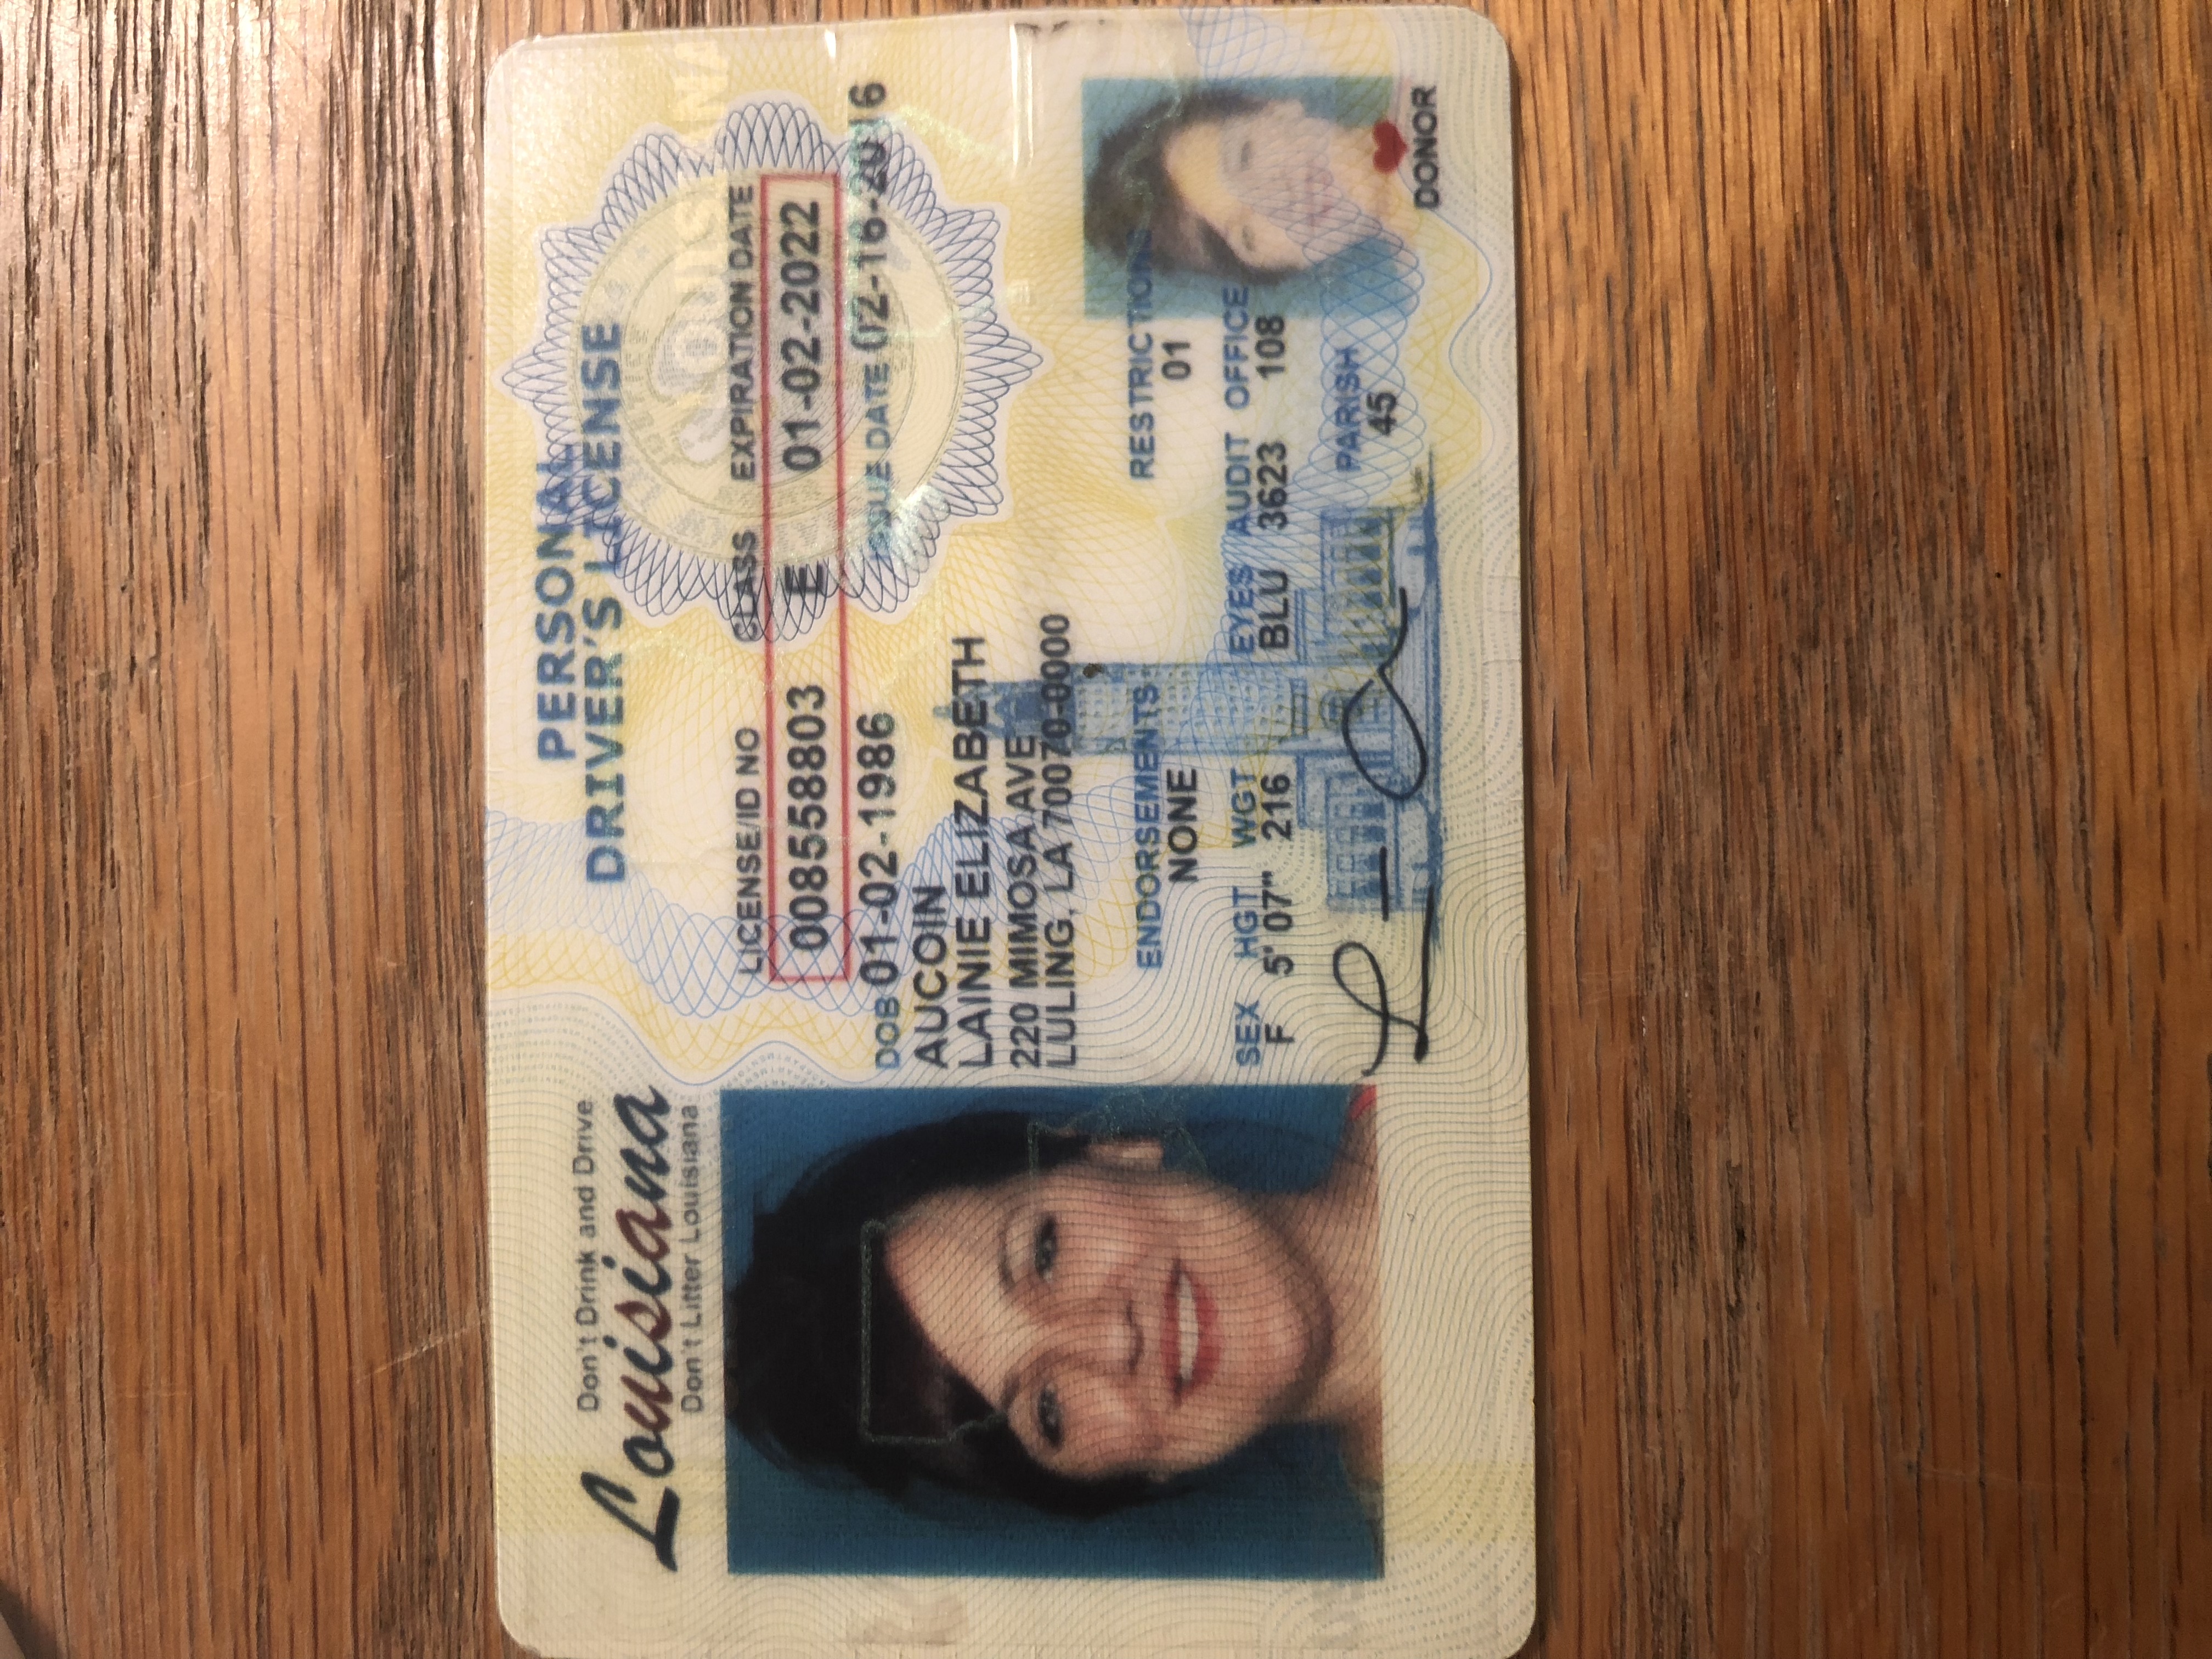 Don't Drink and Drive
Louisiana
Don't Litter Louisiana
PERSONAL
DRIVER'S LICENSE
LOUISIANA
LICENSE/ID NO CLASS EXPIRATION DATE
008558803 E 01-02-2022
DOB 01-02-1986 ISSUE DATE 02-16-2016
AUCOIN
LAINIE ELIZABETH
220 MIMOSA AVE
LULING, LA 70070-0000
ENDORSEMENTS RESTRICTIONS
NONE 01
SEX HGT WGT EYES AUDIT OFFICE
F 5' 07" 216 BLU 3623 108
PARISH
45
DONOR